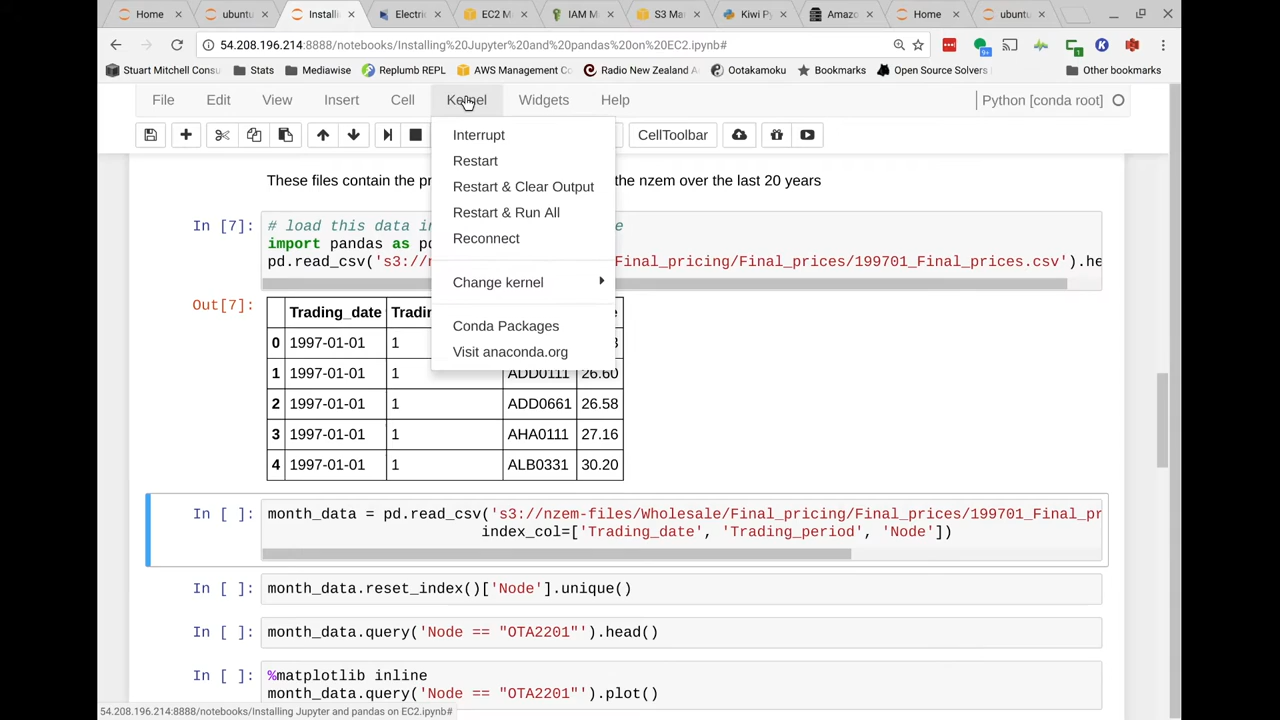 Home
ubuntu
Installi
Electric
EC2 M
IAM M
S3 Ma
Kiwi Py
Amazo
Home
ubuntu
54.208.196.214:8888/notebooks/Installing%20Jupyter%20and%20pandas%20on%20EC2.ipynb#
Stuart Mitchell Consu
Stats
Mediawise
Replumb REPL
AWS Management Co
Radio New Zealand A
Ootakamoku
Bookmarks
Open Source Solvers
Other bookmarks
File Edit View Insert Cell Kernel Widgets Help
Python [conda root]
CellToolbar
Interrupt
Restart
Restart & Clear Output
Restart & Run All
Reconnect
Change kernel
Conda Packages
Visit anaconda.org
These files contain the pr the nzem over the last 20 years
In [7]: # load this data in e
import pandas as pd
pd.read_csv('s3://n Final_pricing/Final_prices/199701_Final_prices.csv').he
Out[7]:
Trading_date Tradi e
0 1997-01-01 1 3
1 1997-01-01 1 ADD0111 26.60
2 1997-01-01 1 ADD0661 26.58
3 1997-01-01 1 AHA0111 27.16
4 1997-01-01 1 ALB0331 30.20
In [ ]: month_data = pd.read_csv('s3://nzem-files/Wholesale/Final_pricing/Final_prices/199701_Final_pr
index_col=['Trading_date', 'Trading_period', 'Node'])
In [ ]: month_data.reset_index()['Node'].unique()
In [ ]: month_data.query('Node == "OTA2201"').head()
In [ ]: %matplotlib inline
month_data.query('Node == "OTA2201"').plot()
54.208.196.214:8888/notebooks/Installing Jupyter and pandas on EC2.ipynb#